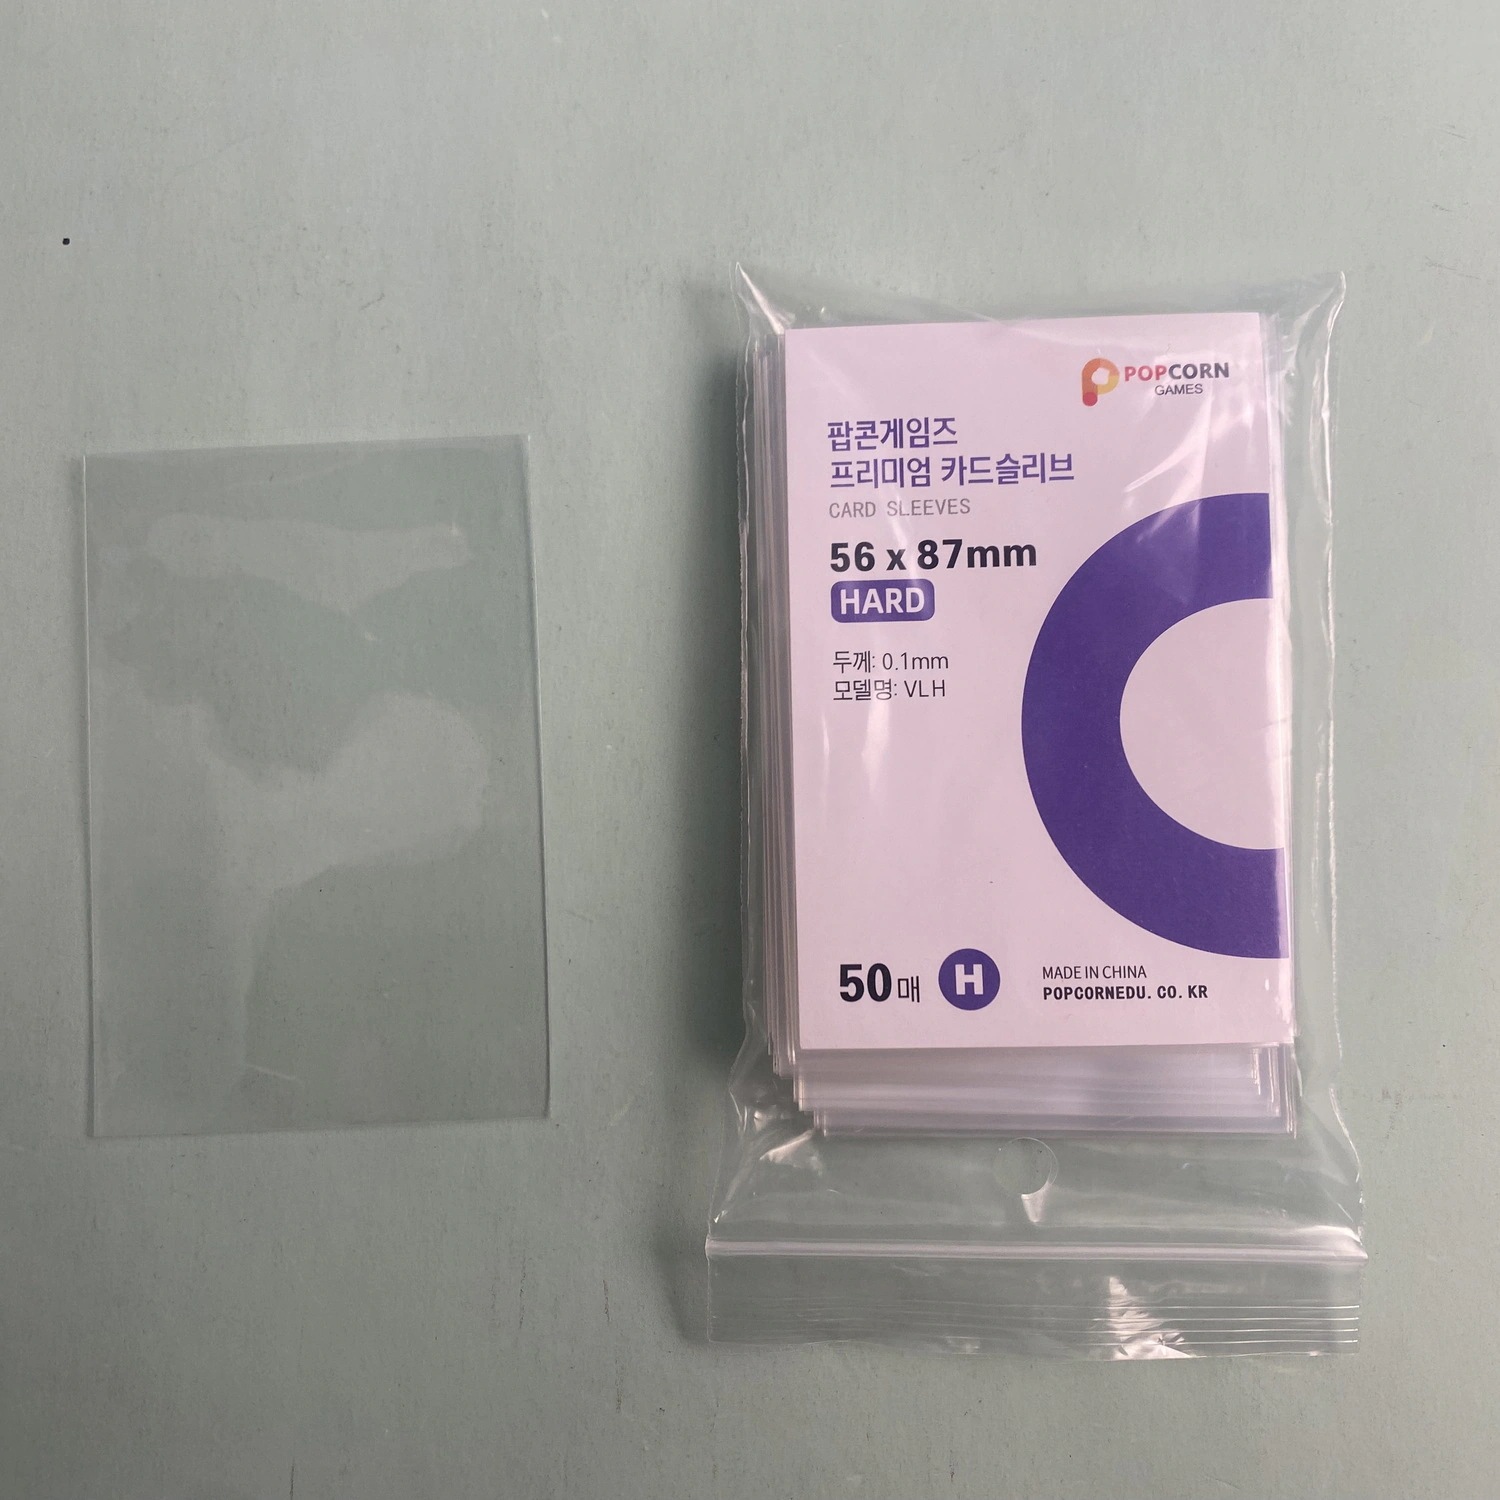 POPCORN
GAMES
팝콘게임즈
프리미엄 카드슬리브
CARD SLEEVES
56 x 87mm
HARD
두께: 0.1mm
모델명: VLH
50매 H
MADE IN CHINA
POPCORNEDU.CO.KR